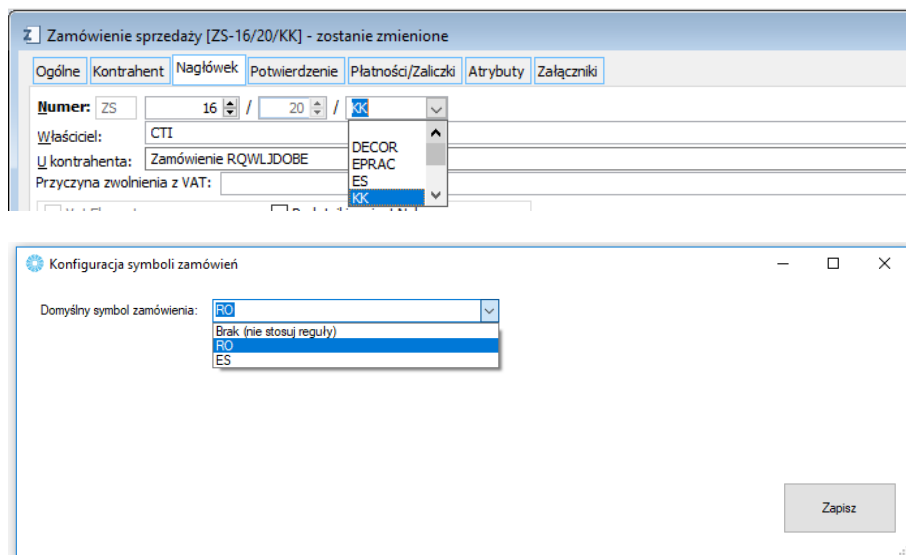 Zamówienie sprzedaży [ZS-16/20/KK] - zostanie zmienione
Ogólne Kontrahent Nagłówek Potwierdzenie Płatności/Zaliczki Atrybuty Załączniki
Numer: ZS 16 / 20 / KK
Właściciel: CTI
DECOR
U kontrahenta: Zamówienie RQWLJDOBE
EPRAC
Przyczyna zwolnienia z VAT:
ES
KK
Konfiguracja symboli zamówień
Domyślny symbol zamówienia: RO
Brak (nie stosuj reguły)
RO
ES
Zapisz